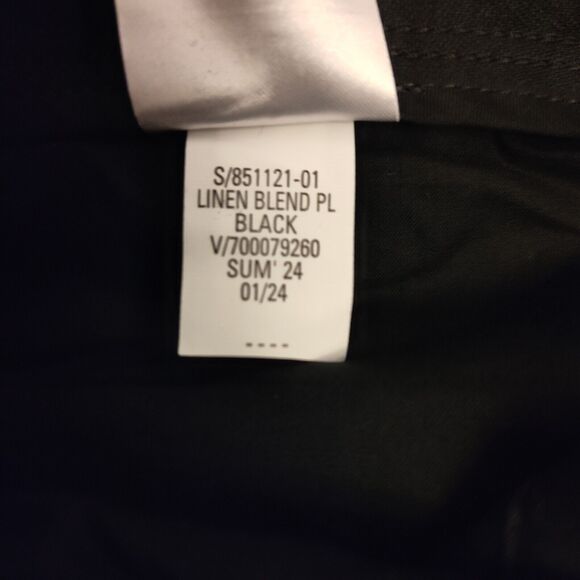 S/851121-01
LINEN BLEND PL
BLACK
V/700079260
SUM' 24
01/24
----